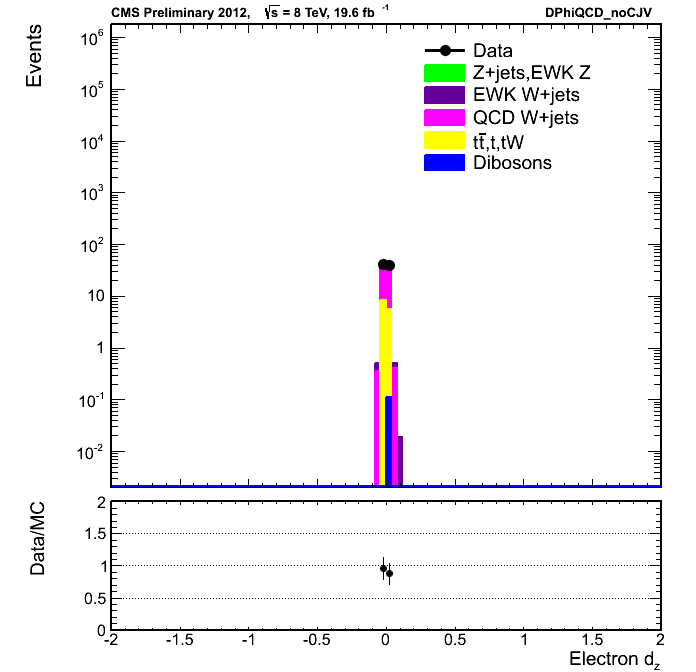 CMS Preliminary 2012, √s = 8 TeV, 19.6 fb⁻¹ DPhiQCD_noCJV
Events
10⁶
10⁵
10⁴
10³
10²
10
1
10⁻¹
10⁻²
Data
Z+jets,EWK Z
EWK W+jets
QCD W+jets
tt̄,t,tW
Dibosons
Data/MC
2
1.5
1
0.5
0
-2 -1.5 -1 -0.5 0 0.5 1 1.5 2
Electron d_z